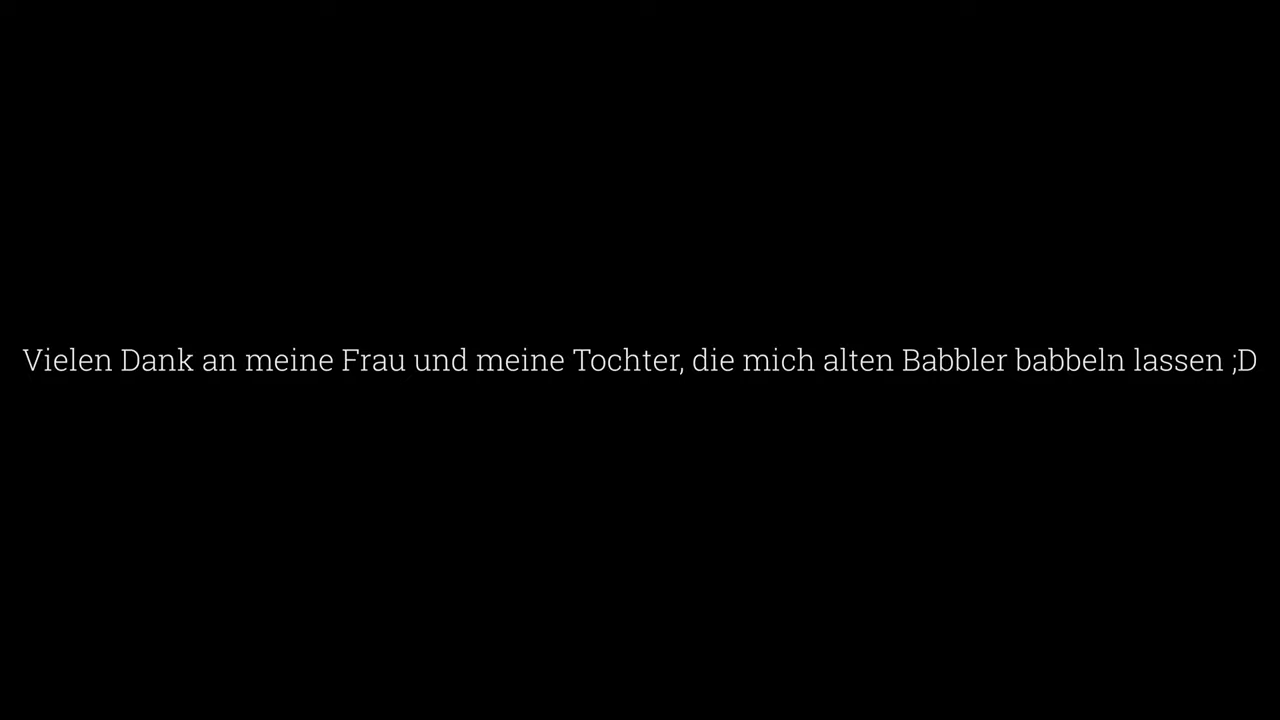 Vielen Dank an meine Frau und meine Tochter, die mich alten Babbler babbeln lassen ;D